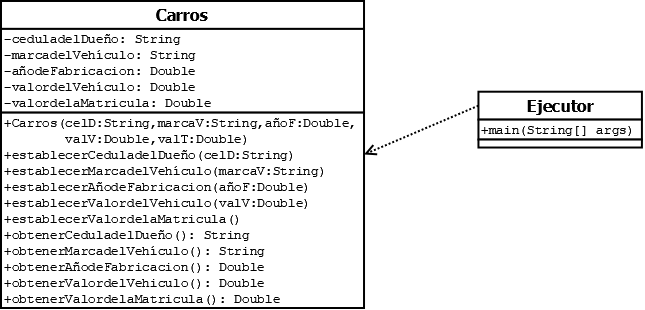 Carros
-ceduladelDueño: String
-marcadelVehículo: String
-añodeFabricacion: Double
-valordelVehículo: Double
-valordelaMatricula: Double
+Carros(celD:String,marcaV:String,añoF:Double,
valV:Double,valT:Double)
+establecerCeduladelDueño(celD:String)
+establecerMarcadelVehículo(marcaV:String)
+establecerAñodeFabricacion(añoF:Double)
+establecerValordelVehiculo(valV:Double)
+establecerValordelaMatricula()
+obtenerCeduladelDueño(): String
+obtenerMarcadelVehículo(): String
+obtenerAñodeFabricacion(): Double
+obtenerValordelVehiculo(): Double
+obtenerValordelaMatricula(): Double
Ejecutor
+main(String[] args)